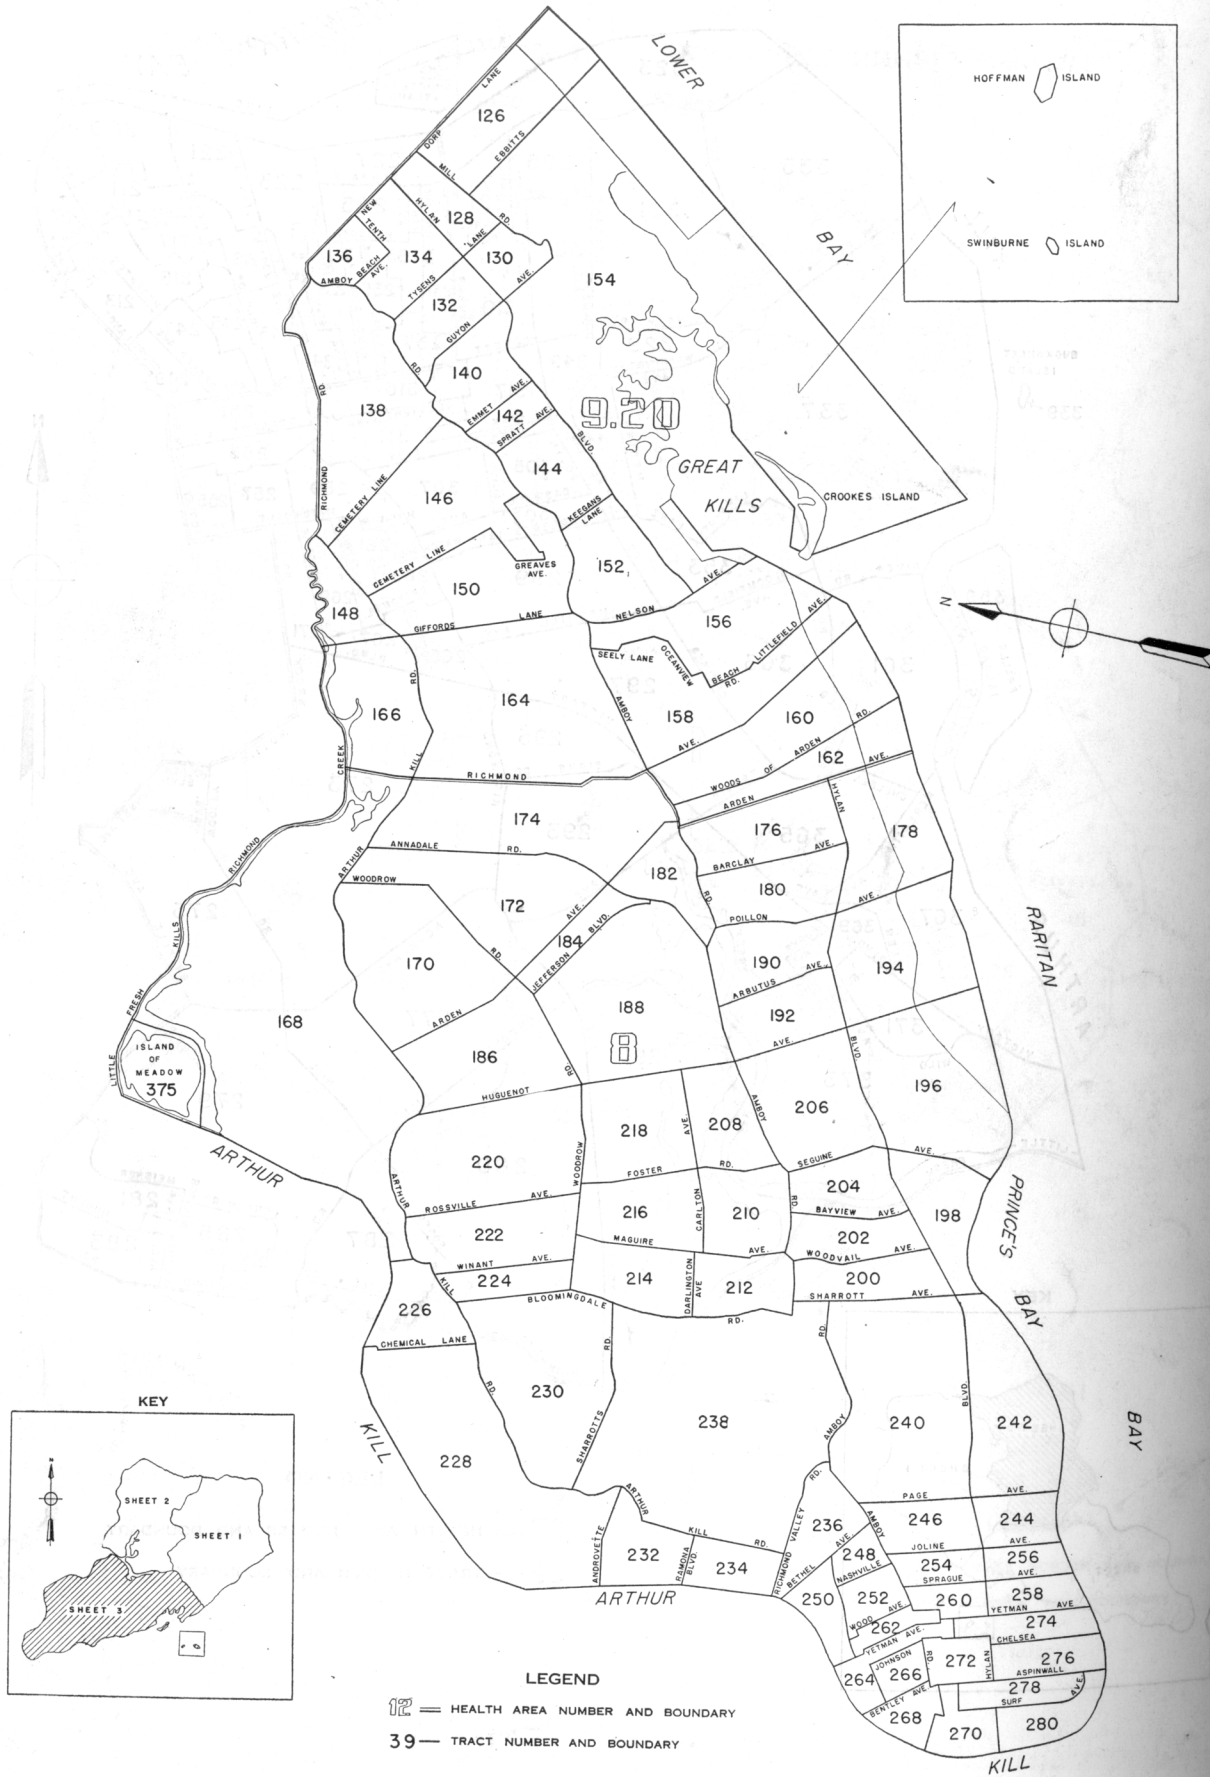 LOWER
BAY
HOFFMAN ISLAND
SWINBURNE ISLAND
NEW DORP LANE
126
EBBITTS
MILL RD.
HYLAN
128
LANE
TENTH
136
134
130
AMBOY
BEACH AVE.
TYSENS
AVE.
154
132
GUYON
RD
140
138
RD
EMMET AVE.
142
SPRATT AVE.
9.20
BLVD.
144
GREAT
KILLS
CROOKES ISLAND
RICHMOND
CEMETERY LINE
146
KEEGANS LANE
CEMETERY LINE
GREAVES AVE.
152
150
AVE.
148
GIFFORDS LANE
NELSON
156
LITTLEFIELD AVE.
N
SEELY LANE
OCEANVIEW
BEACH RD.
RD.
164
166
AMBOY
158
160
AVE.
WOODS OF ARDEN RD.
162
CREEK
KILL
RICHMOND
ARDEN AVE.
HYLAN
174
176
178
ANNADALE RD.
BARCLAY AVE.
RICHMOND
ARTHUR
WOODROW
182
180
172
AVE.
RD.
POILLON AVE.
184
JEFFERSON BLVD.
RARITAN
KILLS
170
RD.
190
194
ARBUTUS AVE.
FRESH
168
ARDEN
188
192
8
AVE.
BLVD.
ISLAND
OF
MEADOW
375
LITTLE
186
RD
196
HUGUENOT
AMBOY
206
218
AVE
208
ARTHUR
220
WOODROW
FOSTER RD.
SEGUINE AVE.
ARTHUR
ROSSVILLE AVE.
204
PRINCE'S
216
CARLTON
210
RD.
BAYVIEW AVE.
198
222
MAGUIRE AVE.
202
WINANT AVE.
WOODVAIL AVE.
KILL
224
214
DARLINGTON AVE
212
200
SHARROTT AVE.
BAY
226
BLOOMINGDALE RD.
RD.
CHEMICAL LANE
RD.
RD.
230
BLVD.
KEY
238
240
242
BAY
KILL
228
SHARROTTS
AMBOY
SHEET 2
SHEET 1
SHEET 3
RD.
PAGE AVE.
ARTHUR KILL RD.
236
AMBOY
246
244
ANDROVETTE
232
RAMONA BLVD.
234
RICHMOND VALLEY
BETHEL AVE.
248
JOLINE AVE.
254
256
NASHVILLE
SPRAGUE AVE.
ARTHUR
250
252
260
258
WOOD AVE.
YETMAN AVE
262
274
YETMAN AVE.
CHELSEA
264
JOHNSON
266
RD.
272
HYLAN
276
ASPINWALL
BENTLEY AVE
278
SURF AVE.
268
270
280
KILL
LEGEND
12 = HEALTH AREA NUMBER AND BOUNDARY
39— TRACT NUMBER AND BOUNDARY